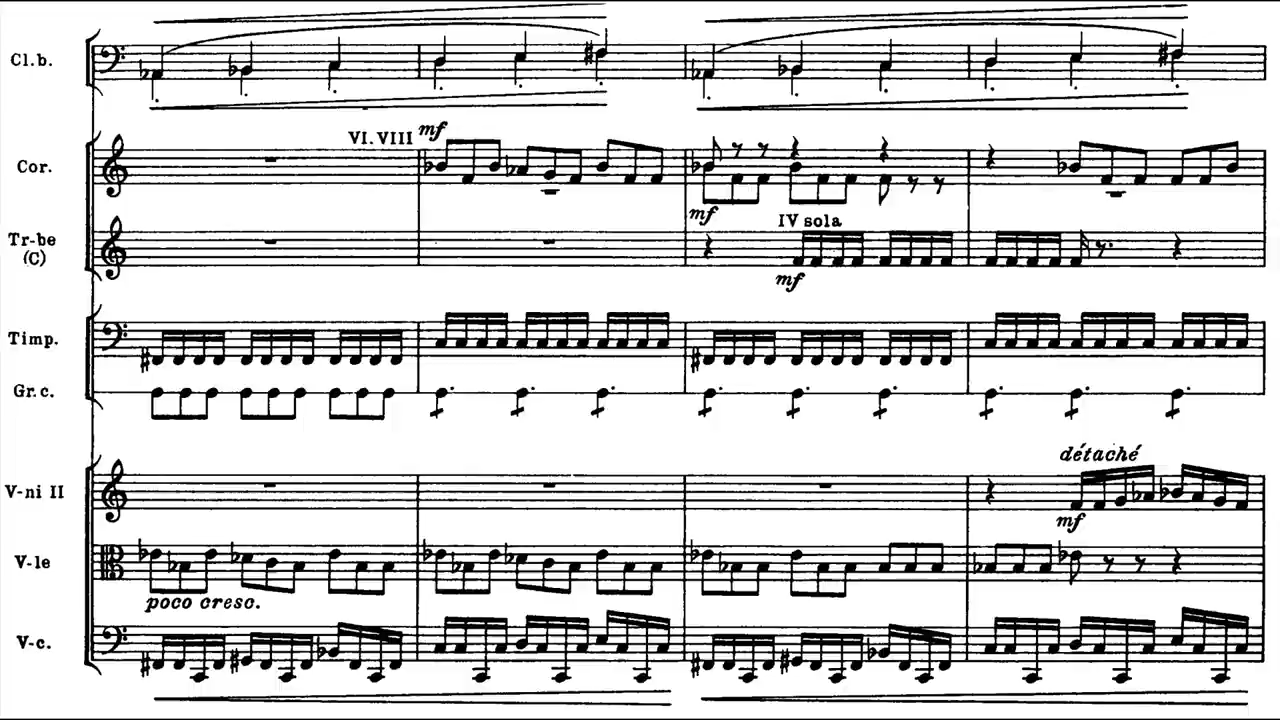 Cl.b.
VI. VIII mf
Cor.
mf
Tr-be
(C)
IV sola
mf
Timp.
Gr. c.
détaché
V-ni II
mf
V-le
poco cresc.
V-c.